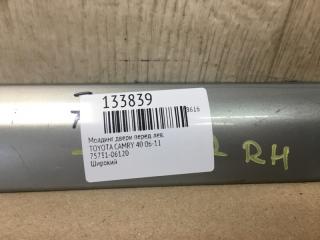 133839
Молдинг двери перед. лев.
TOYOTA CAMRY 40 06-11
75731-06120
Широкий
RH